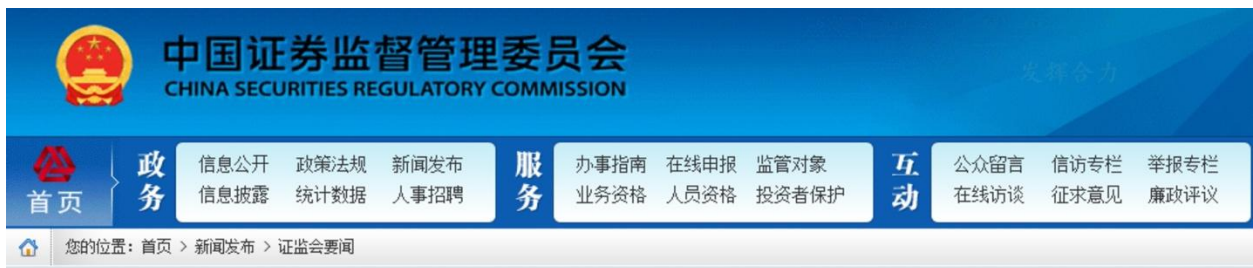 中国证券监督管理委员会
CHINA SECURITIES REGULATORY COMMISSION
发挥合力
首页
政务
信息公开 政策法规 新闻发布
信息披露 统计数据 人事招聘
服务
办事指南 在线申报 监管对象
业务资格 人员资格 投资者保护
互动
公众留言 信访专栏 举报专栏
在线访谈 征求意见 廉政评议
您的位置：首页 > 新闻发布 > 证监会要闻